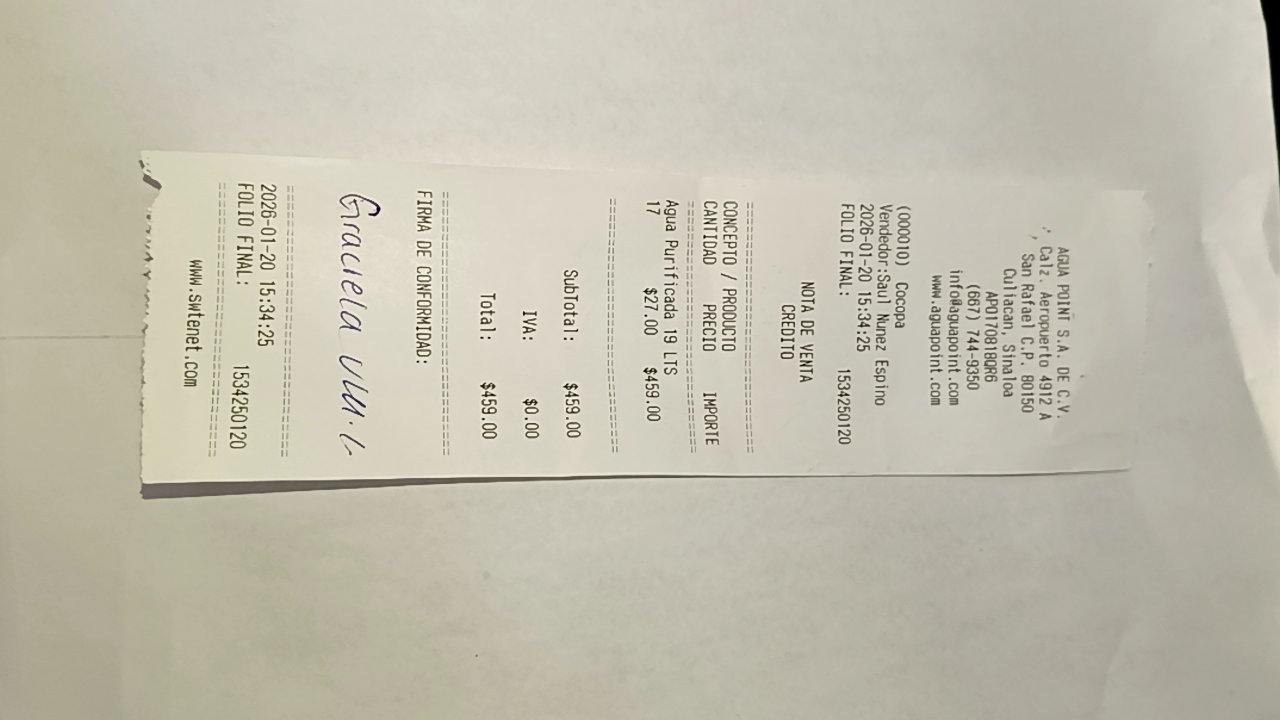 AGUA POINT S.A. DE C.V.
, Calz. Aeropuerto 4912 A
, San Rafael C.P. 80150
Culiacan, Sinaloa
APO170818QR6
(667) 744-9350
info@aguapoint.com
www.aguapoint.com
(000010) Cocopa
Vendedor:Saul Nunez Espino
2026-01-20 15:34:25
FOLIO FINAL: 1534250120
NOTA DE VENTA
CREDITO
CONCEPTO / PRODUCTO
CANTIDAD PRECIO IMPORTE
Agua Purificada 19 LTS
17 $27.00 $459.00
SubTotal: $459.00
IVA: $0.00
Total: $459.00
FIRMA DE CONFORMIDAD:
Graciela
2026-01-20 15:34:25
FOLIO FINAL: 1534250120
www.swtenet.com